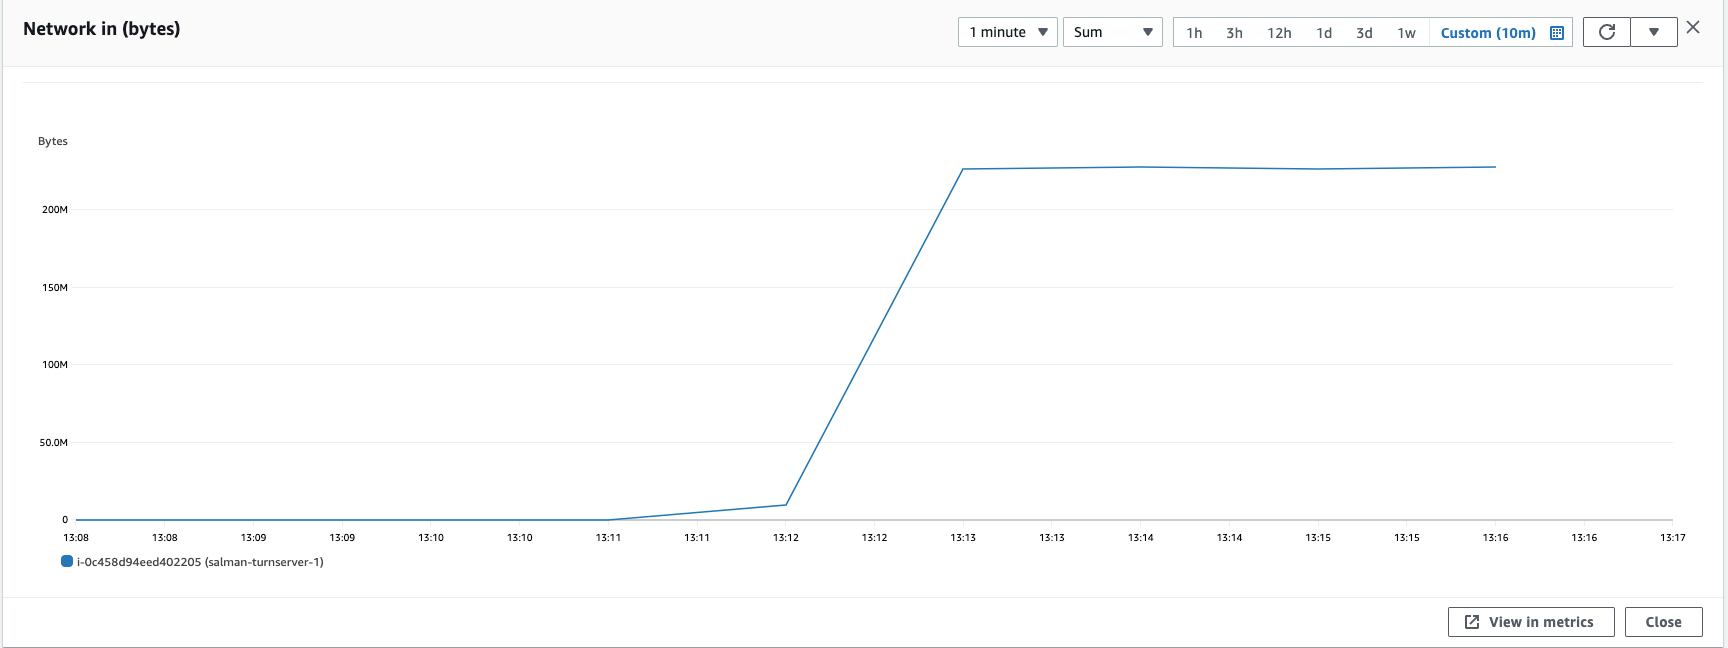 Network in (bytes)
1 minute Sum 1h 3h 12h 1d 3d 1w Custom (10m)
Bytes
200M
150M
100M
50.0M
0
13:08 13:08 13:09 13:09 13:10 13:10 13:11 13:11 13:12 13:12 13:13 13:13 13:14 13:14 13:15 13:15 13:16 13:16 13:17
i-0c458d94eed402205 (salman-turnserver-1)
View in metrics Close